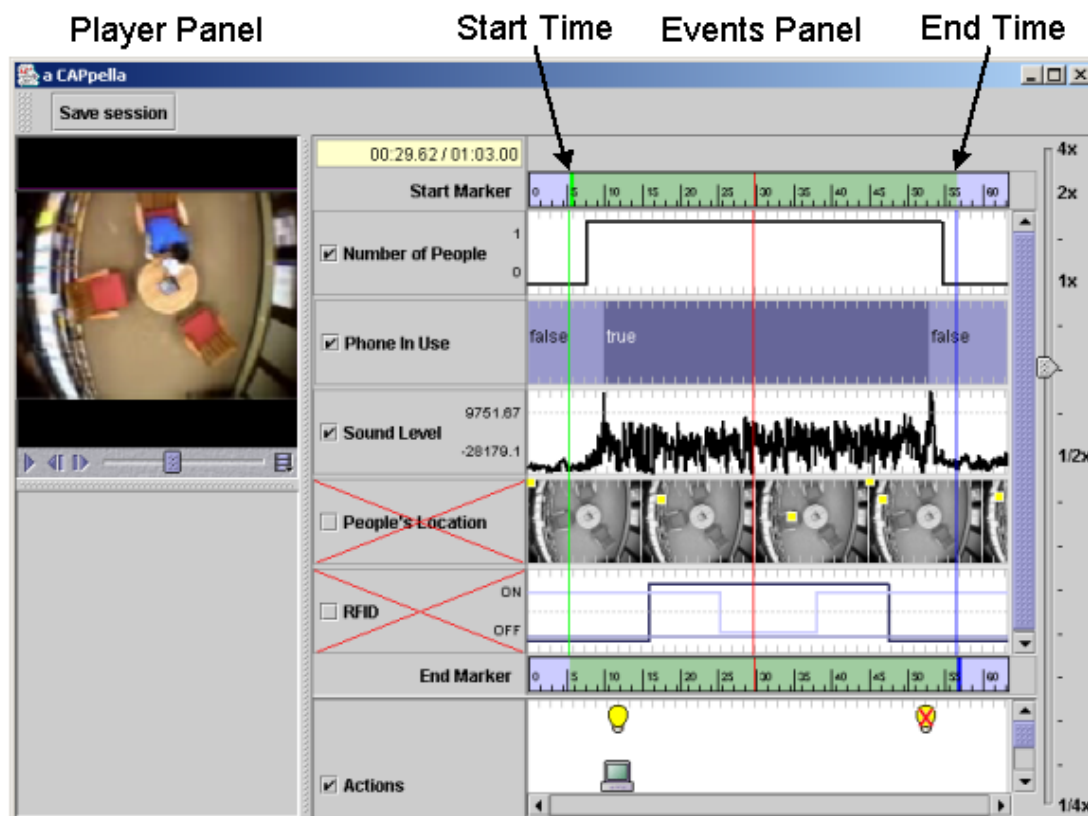 Player Panel
Start Time
Events Panel
End Time
a CAPpella
Save session
00:29.62 / 01:03.00
Start Marker
0 5 10 15 20 25 30 35 40 45 50 55 60
4x
2x
1x
1/2x
1/4x
Number of People
1
0
Phone In Use
false
true
false
Sound Level
9751.67
-28179.1
People's Location
RFID
ON
OFF
End Marker
0 5 10 15 20 25 30 35 40 45 50 55 60
Actions